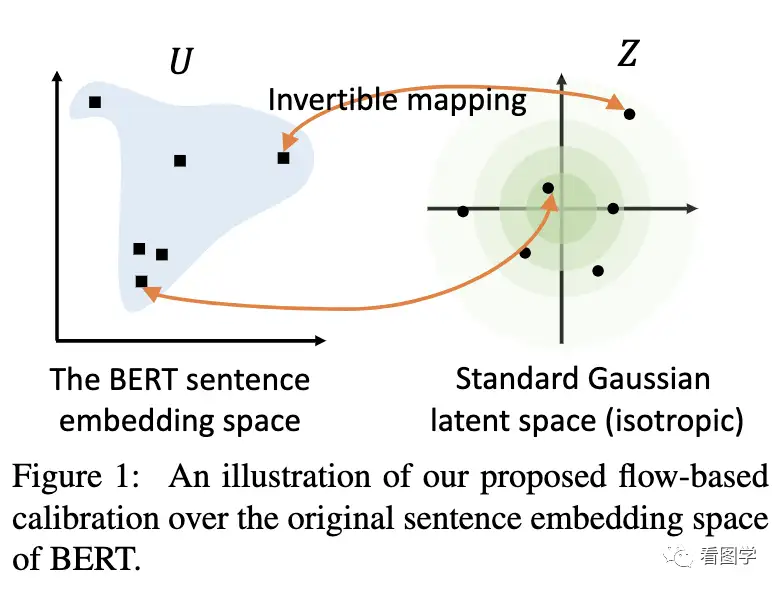 U
Z
Invertible mapping
The BERT sentence
embedding space
Standard Gaussian
latent space (isotropic)
Figure 1: An illustration of our proposed flow-based
calibration over the original sentence embedding space
of BERT.
看图学